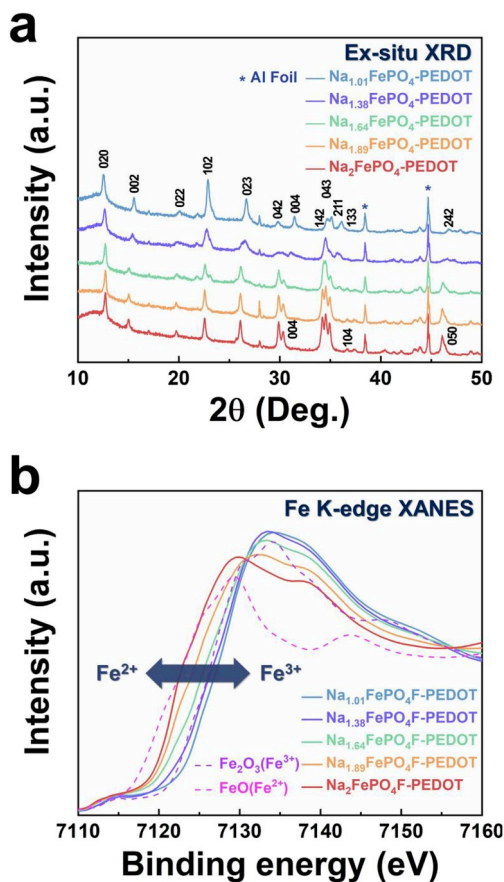 a
Ex-situ XRD
* Al Foil
Na1.01FePO4-PEDOT
Na1.38FePO4-PEDOT
Na1.64FePO4-PEDOT
Na1.89FePO4-PEDOT
Na2FePO4-PEDOT
020
002
022
102
023
042
004
142
043
211
133
*
*
242
004
104
050
Intensity (a.u.)
10 20 30 40 50
2θ (Deg.)
b
Fe K-edge XANES
Fe2+
Fe3+
Na1.01FePO4F-PEDOT
Na1.38FePO4F-PEDOT
Na1.64FePO4F-PEDOT
Na1.89FePO4F-PEDOT
Na2FePO4F-PEDOT
Fe2O3(Fe3+)
FeO(Fe2+)
Intensity (a.u.)
7110 7120 7130 7140 7150 7160
Binding energy (eV)